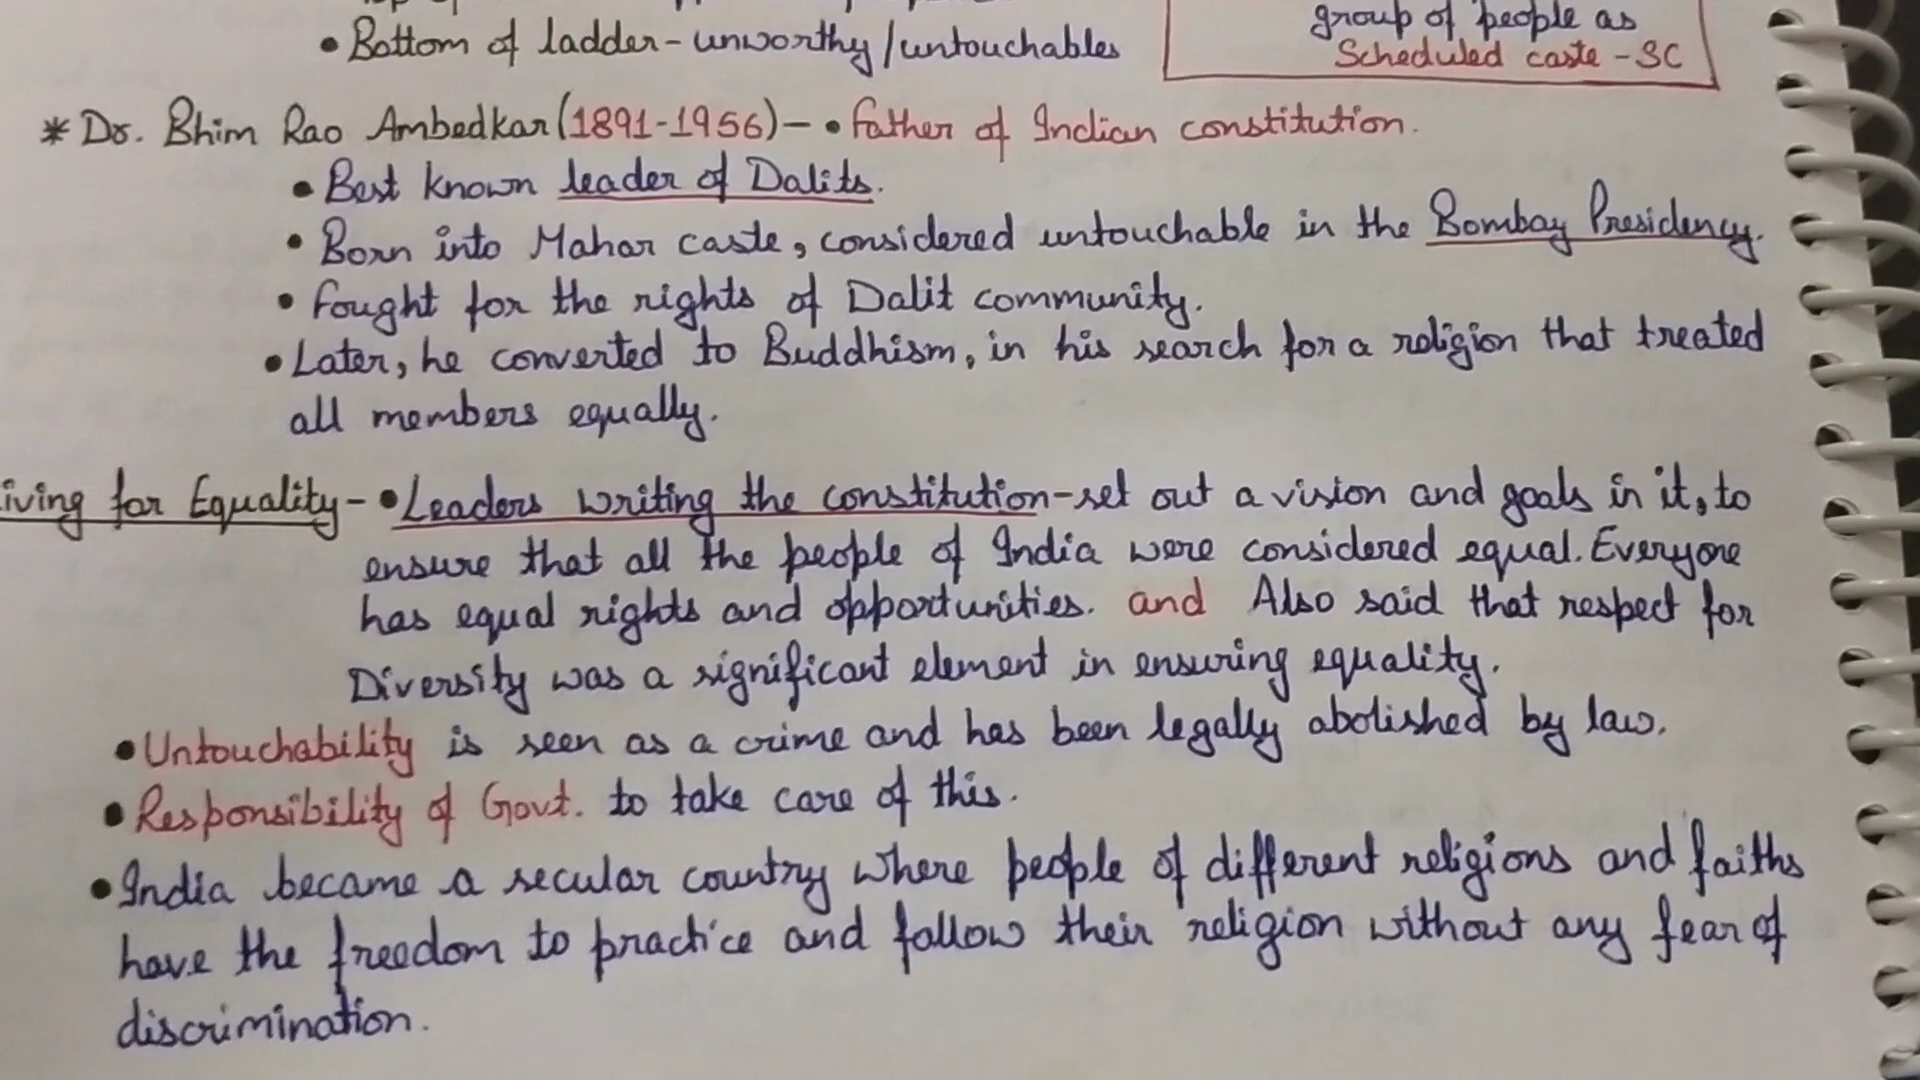 group of people as
• Bottom of ladder - unworthy/untouchables
Scheduled caste - SC
* Dr. Bhim Rao Ambedkar (1891-1956) - • Father of Indian constitution.
• Best known leader of Dalits.
• Born into Mahar caste, considered untouchable in the Bombay Presidency.
• Fought for the rights of Dalit community.
• Later, he converted to Buddhism, in his search for a religion that treated
all members equally.
iving for Equality - • Leaders writing the constitution - set out a vision and goals in it, to
ensure that all the people of India were considered equal. Everyone
has equal rights and opportunities. and Also said that respect for
Diversity was a significant element in ensuring equality.
• Untouchability is seen as a crime and has been legally abolished by law.
• Responsibility of Govt. to take care of this.
• India became a secular country where people of different religions and faiths
have the freedom to practice and follow their religion without any fear of
discrimination.